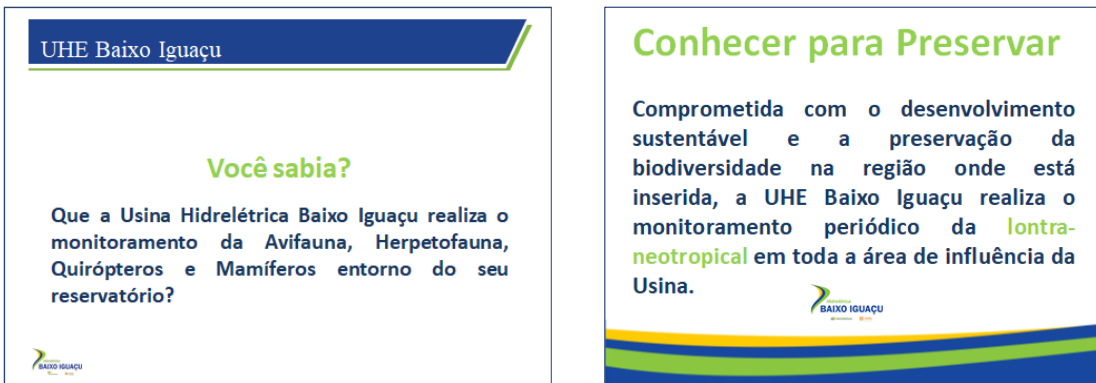 UHE Baixo Iguaçu
Você sabia?
Que a Usina Hidrelétrica Baixo Iguaçu realiza o
monitoramento da Avifauna, Herpetofauna,
Quirópteros e Mamíferos entorno do seu
reservatório?
BAIXO IGUAÇU
Conhecer para Preservar
Comprometida com o desenvolvimento
sustentável e a preservação da
biodiversidade na região onde está
inserida, a UHE Baixo Iguaçu realiza o
monitoramento periódico da lontra-
neotropical em toda a área de influência da
Usina.
BAIXO IGUAÇU